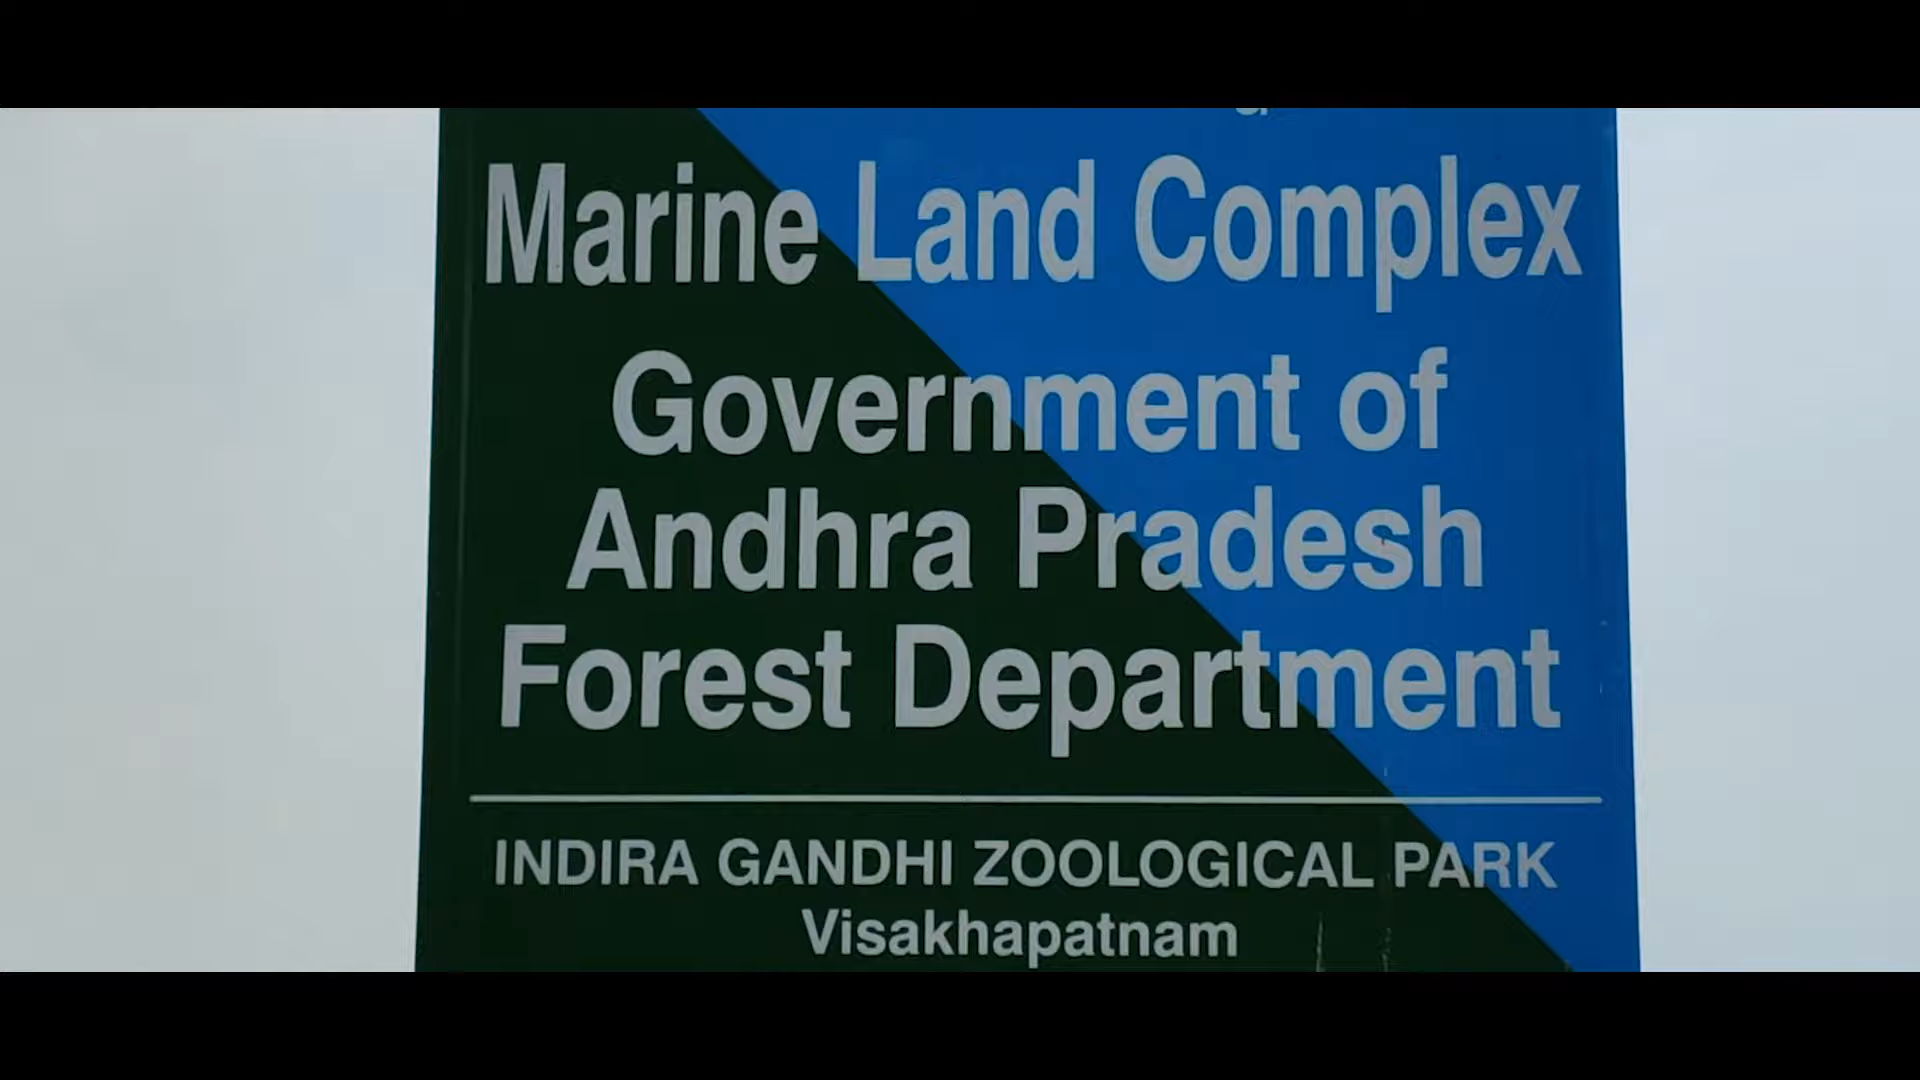 Marine Land Complex
Government of
Andhra Pradesh
Forest Department
INDIRA GANDHI ZOOLOGICAL PARK
Visakhapatnam